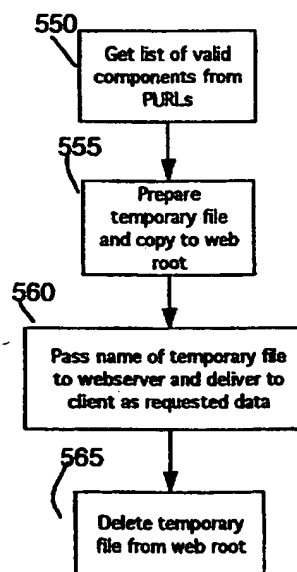 550
Get list of valid
components from
PURLs
555
Prepare
temporary file
and copy to web
root
560
Pass name of temporary file
to webserver and deliver to
client as requested data
565
Delete temporary
file from web root